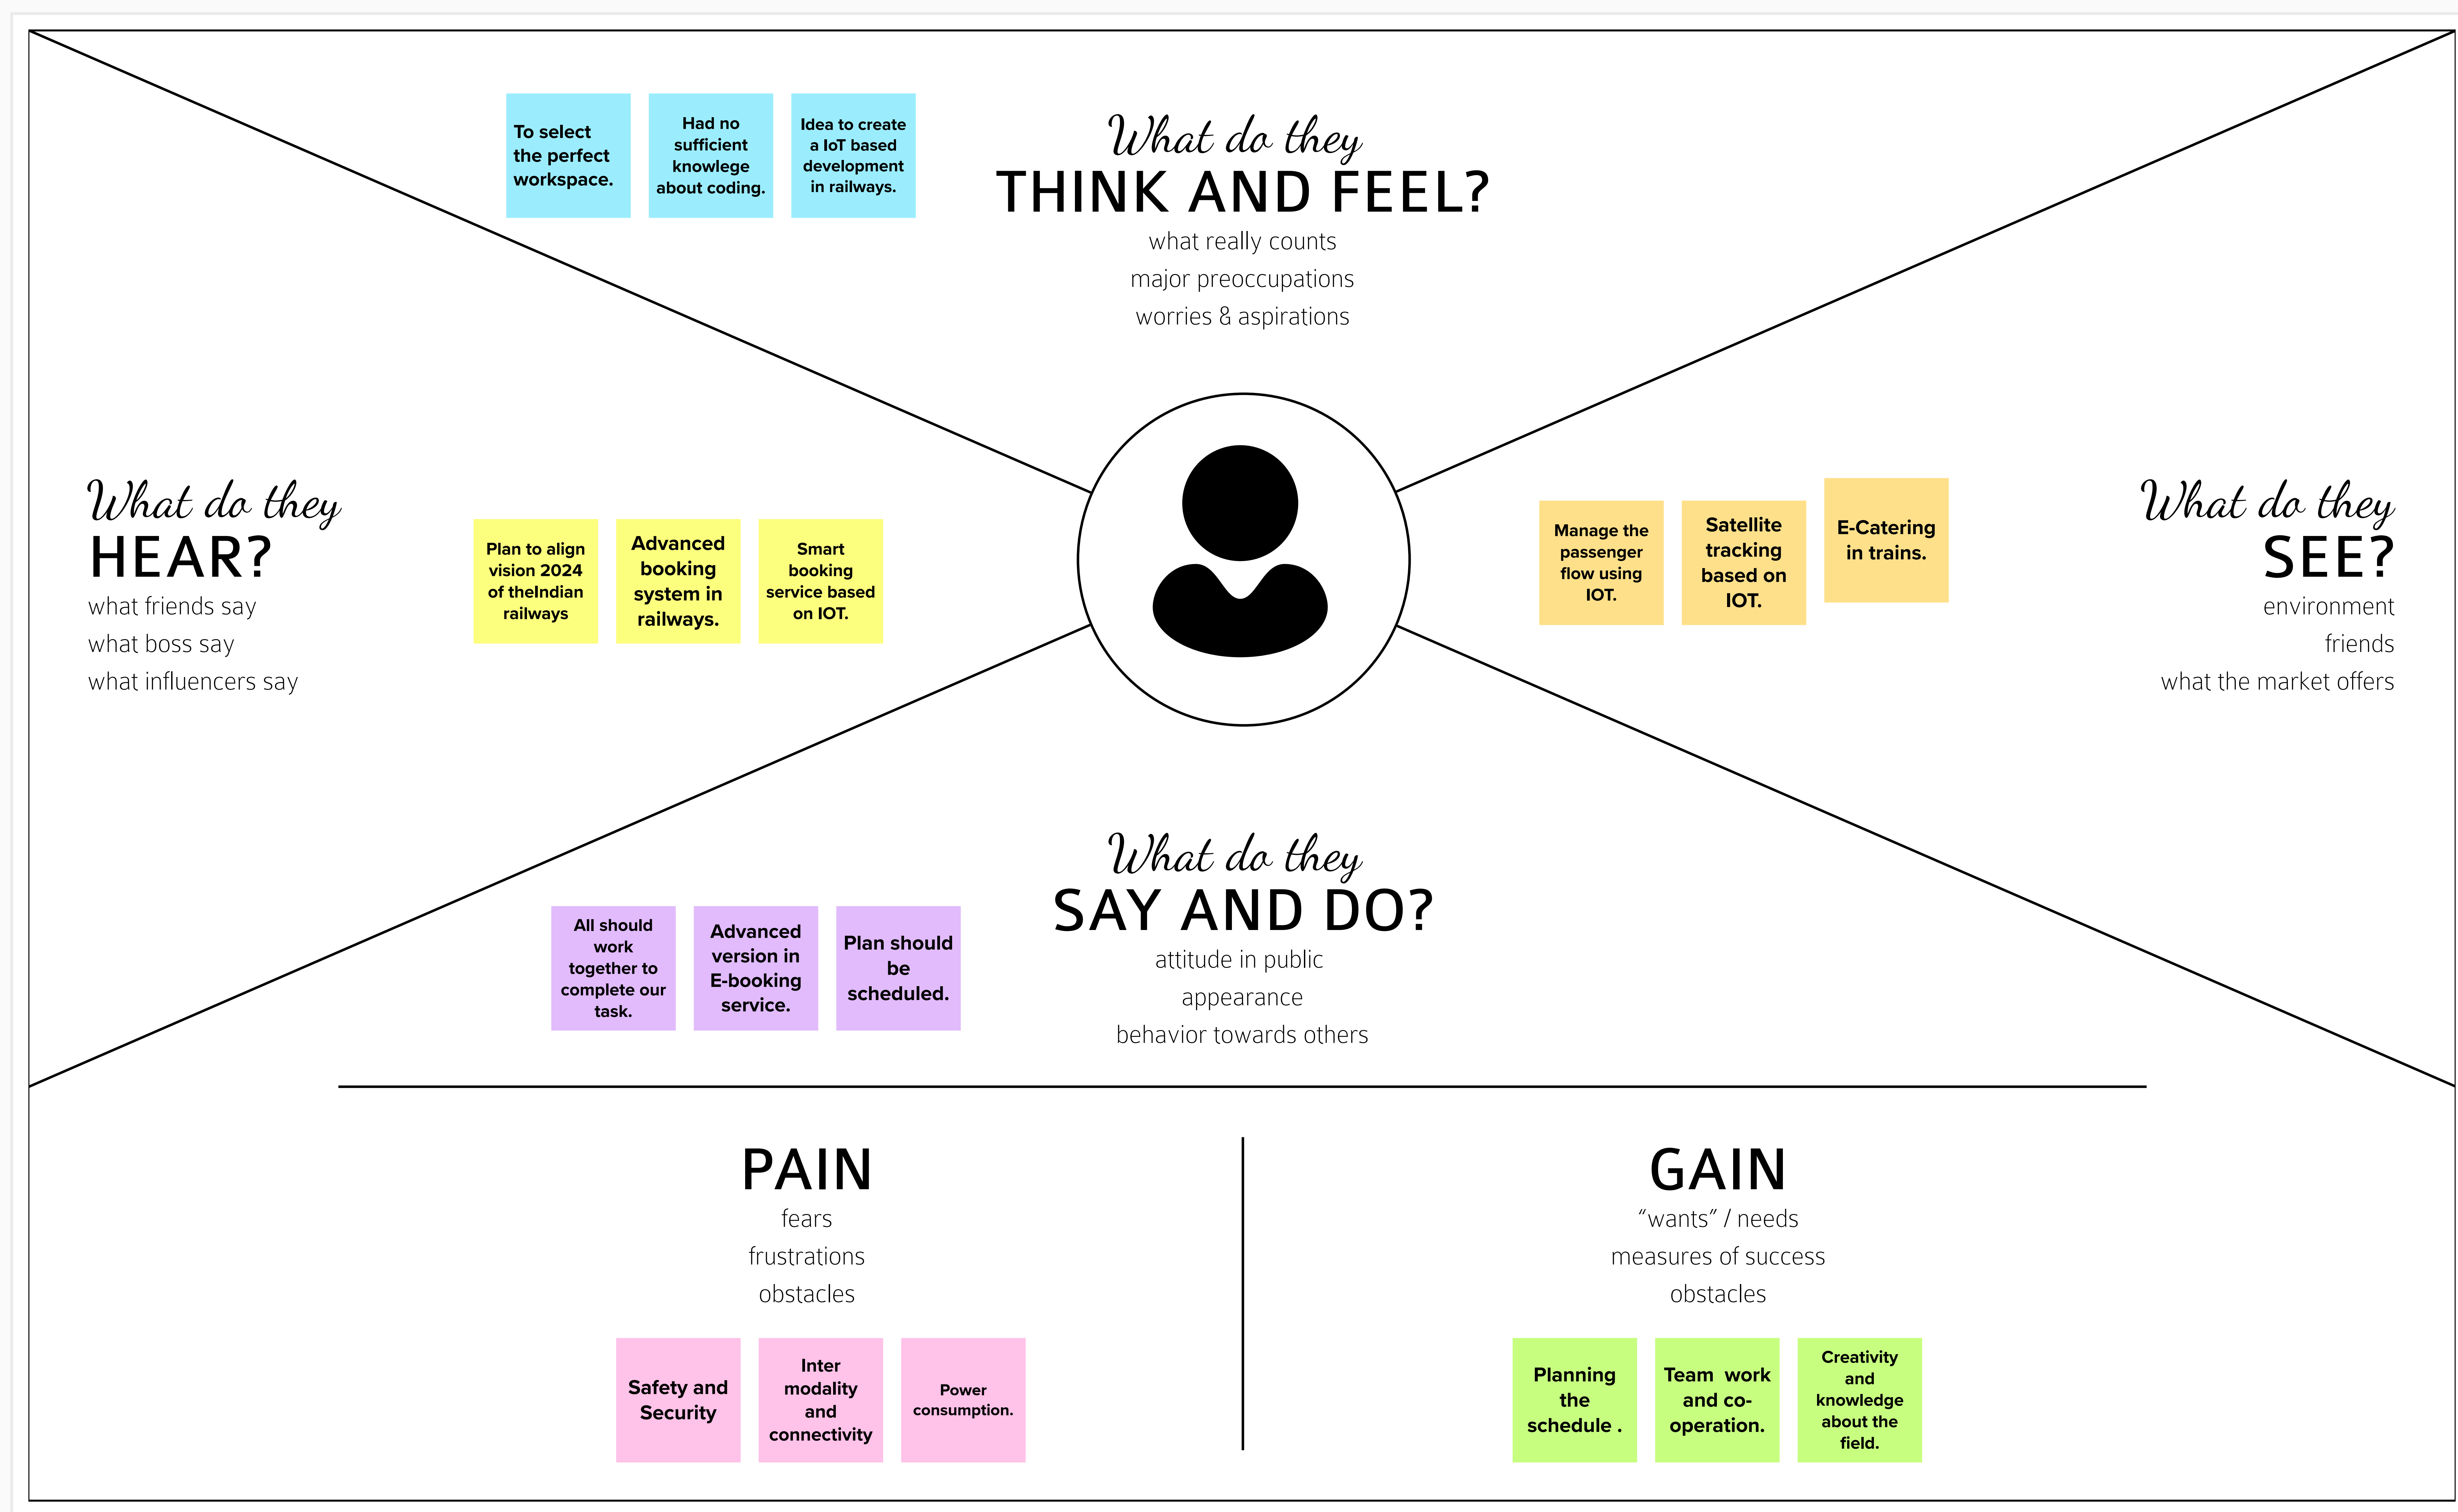 To select
the perfect
workspace.
Had no
sufficient
knowlege
about coding.
Idea to create
a IoT based
development
in railways.
What do they
THINK AND FEEL?
what really counts
major preoccupations
worries & aspirations
What do they
HEAR?
what friends say
what boss say
what influencers say
Plan to align
vision 2024
of theIndian
railways
Advanced
booking
system in
railways.
Smart
booking
service based
on IOT.
Manage the
passenger
flow using
IOT.
Satellite
tracking
based on
IOT.
E-Catering
in trains.
What do they
SEE?
environment
friends
what the market offers
What do they
SAY AND DO?
attitude in public
appearance
behavior towards others
All should
work
together to
complete our
task.
Advanced
version in
E-booking
service.
Plan should
be
scheduled.
PAIN
fears
frustrations
obstacles
Safety and
Security
Inter
modality
and
connectivity
Power
consumption.
GAIN
“wants” / needs
measures of success
obstacles
Planning
the
schedule .
Team  work
and co-
operation.
Creativity
and
knowledge
about the
field.